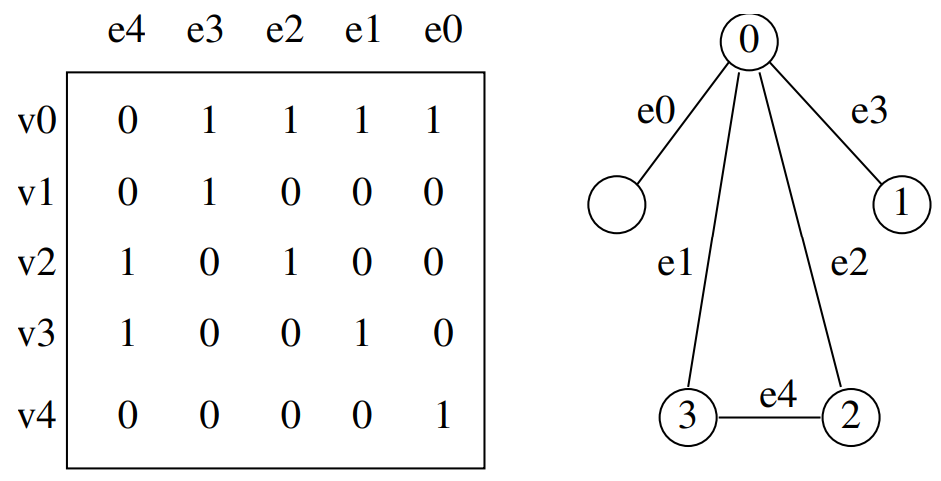 e4 e3 e2 e1 e0
v0 0 1 1 1 1
v1 0 1 0 0 0
v2 1 0 1 0 0
v3 1 0 0 1 0
v4 0 0 0 0 1
0
e0 e3
1
e1 e2
e4
3 2